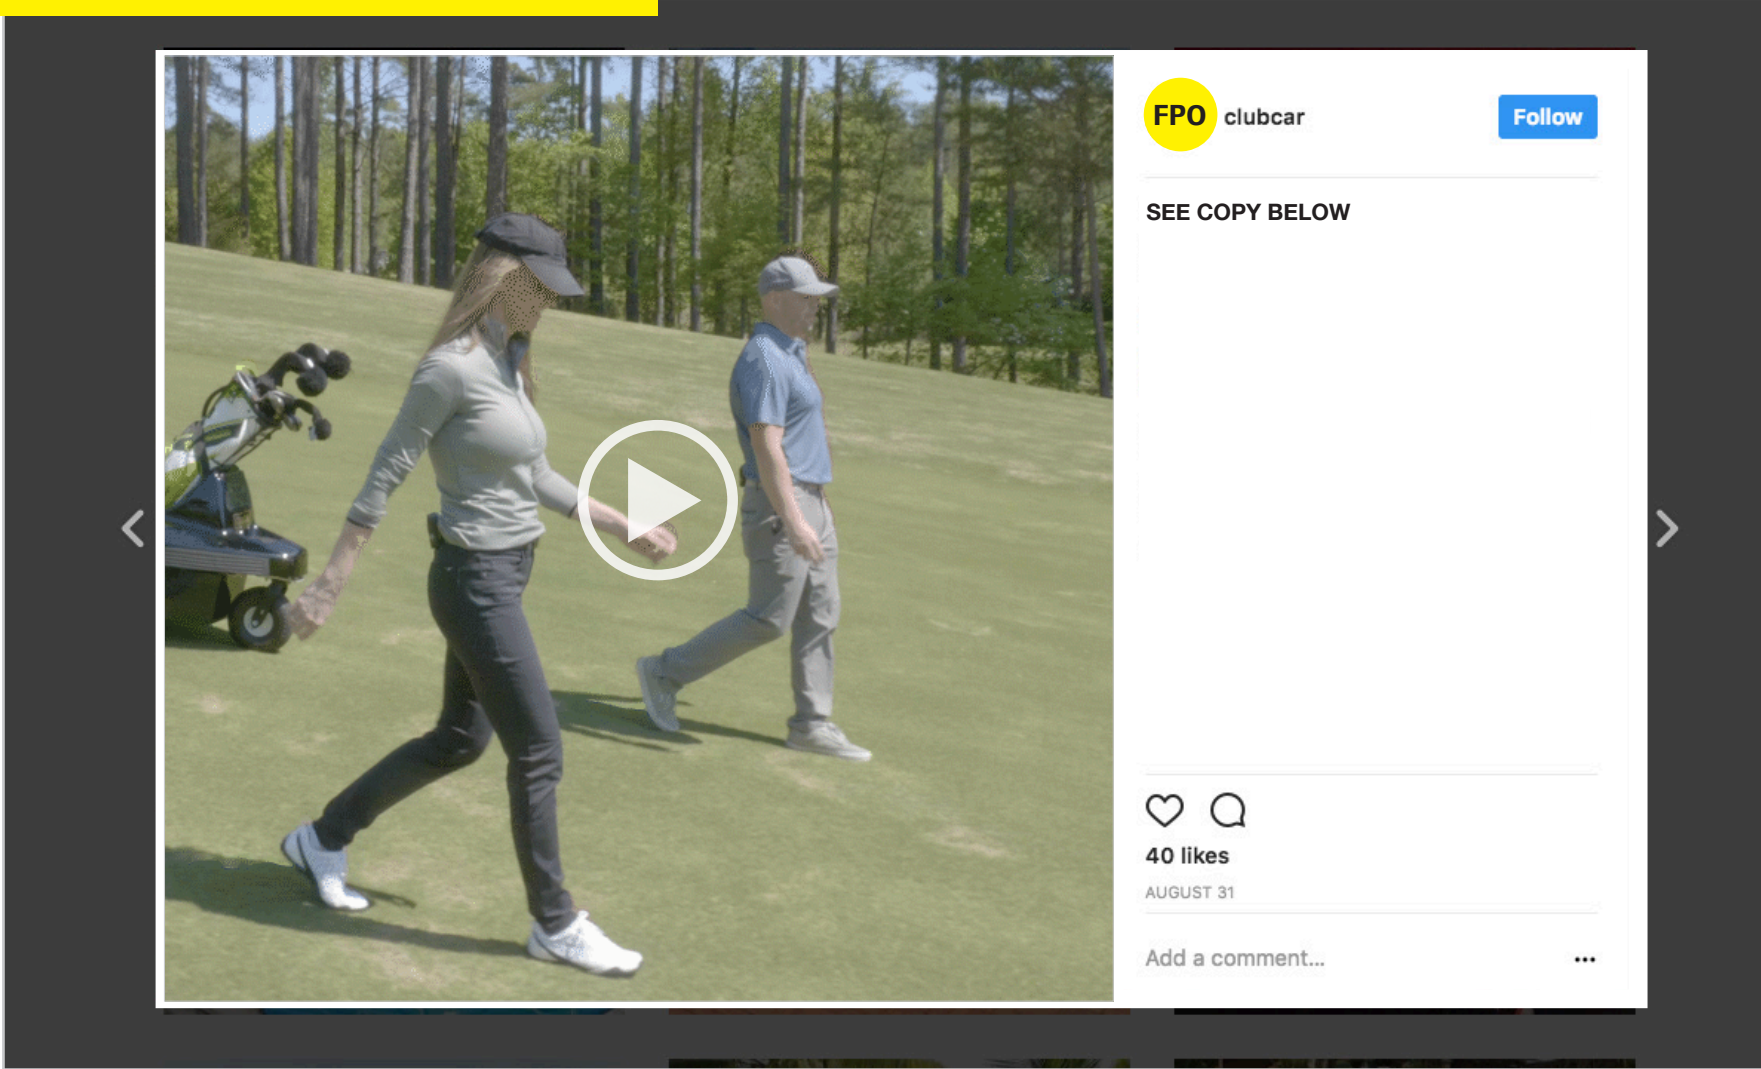 FPO clubcar Follow
SEE COPY BELOW
40 likes
AUGUST 31
Add a comment...